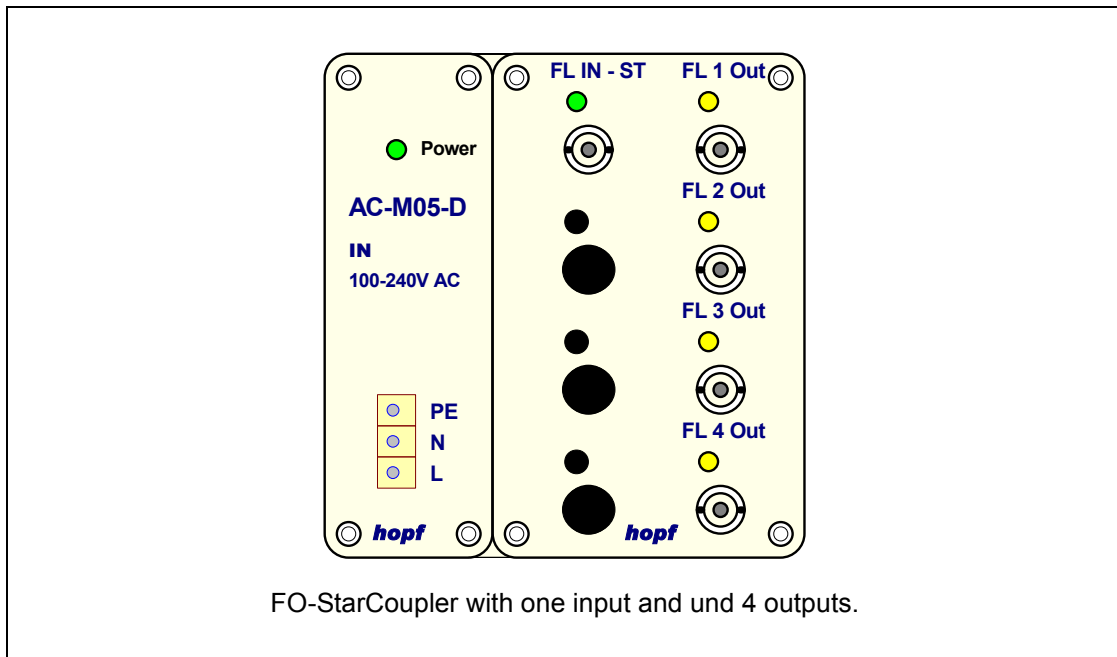 Power
AC-M05-D
IN
100-240V AC
PE
N
L
hopf
FL IN - ST
FL 1 Out
FL 2 Out
FL 3 Out
FL 4 Out
hopf
FO-StarCoupler with one input and und 4 outputs.